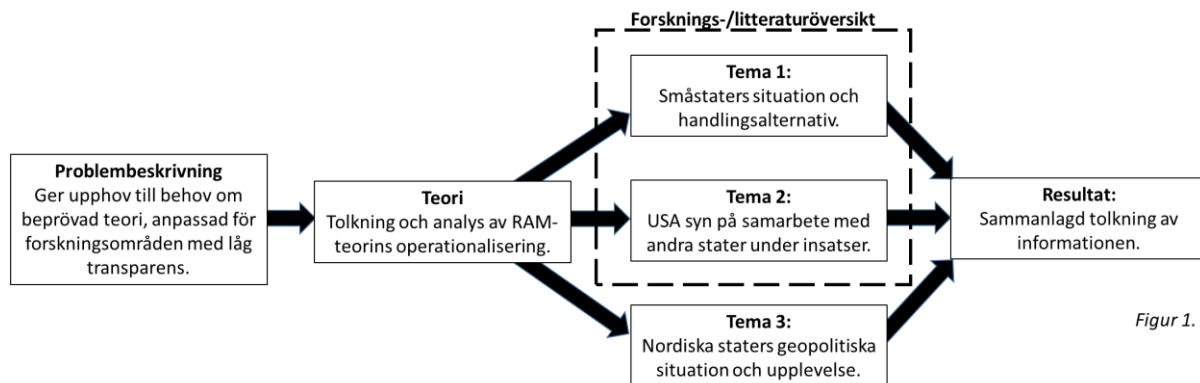 Forsknings-/litteraturöversikt
Problembeskrivning
Ger upphov till behov om
beprövad teori, anpassad för
forskningsområden med låg
transparens.
Teori
Tolkning och analys av RAM-
teorins operationalisering.
Tema 1:
Småstaters situation och
handlingsalternativ.
Tema 2:
USA syn på samarbete med
andra stater under insatser.
Tema 3:
Nordiska staters geopolitiska
situation och upplevelse.
Resultat:
Sammanlagd tolkning av
informationen.
Figur 1.